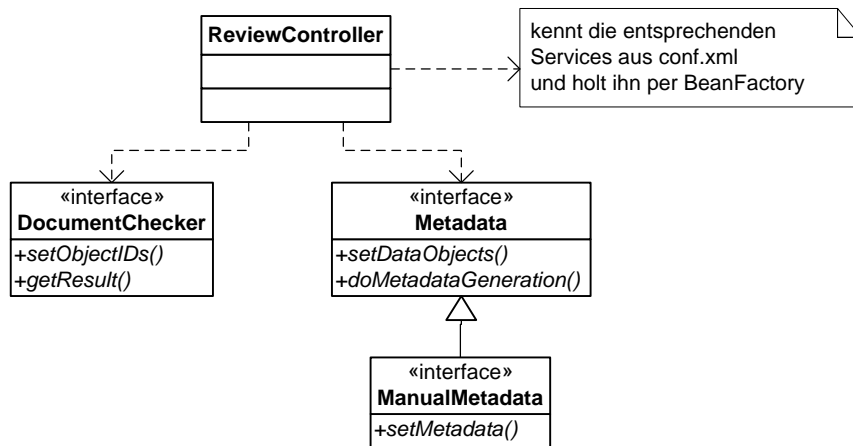 ReviewController
kennt die entsprechenden
Services aus conf.xml
und holt ihn per BeanFactory
«interface»
DocumentChecker
+setObjectIDs()
+getResult()
«interface»
Metadata
+setDataObjects()
+doMetadataGeneration()
«interface»
ManualMetadata
+setMetadata()